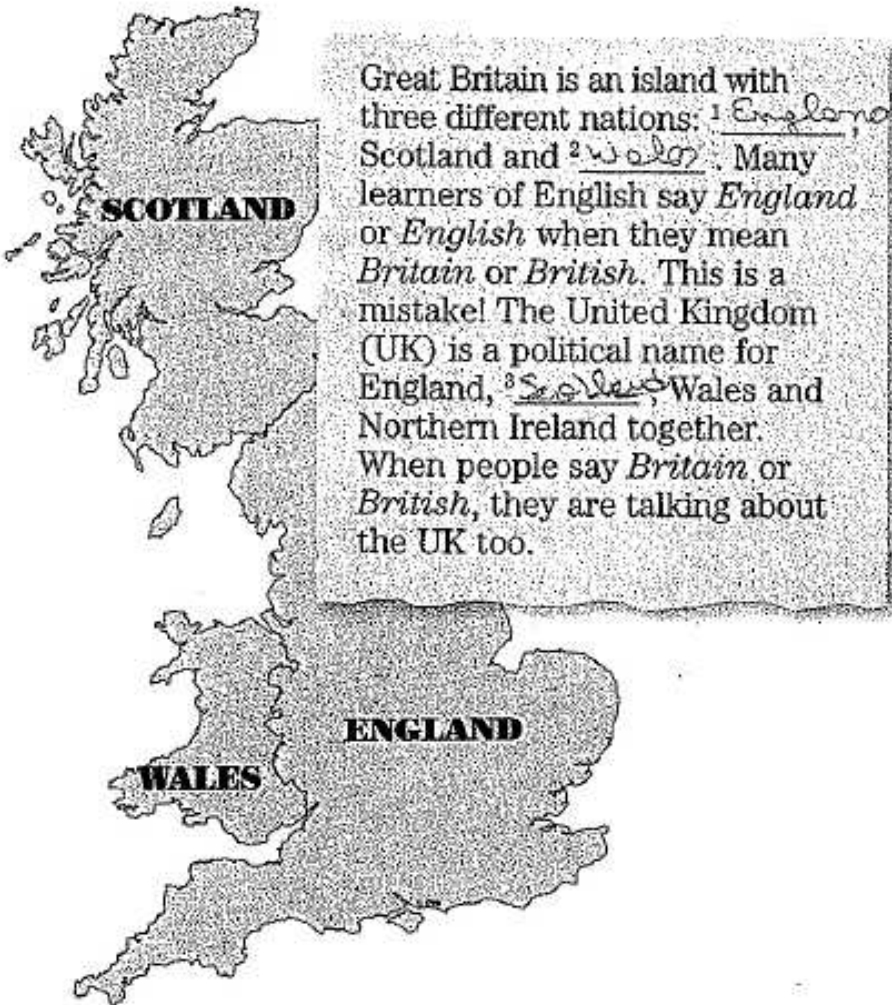 Great Britain is an island with
three different nations: ¹ England,
Scotland and ² Wales. Many
learners of English say England
or English when they mean
Britain or British. This is a
mistake! The United Kingdom
(UK) is a political name for
England, ³ Scotland, Wales and
Northern Ireland together.
When people say Britain or
British, they are talking about
the UK too.
SCOTLAND
ENGLAND
WALES